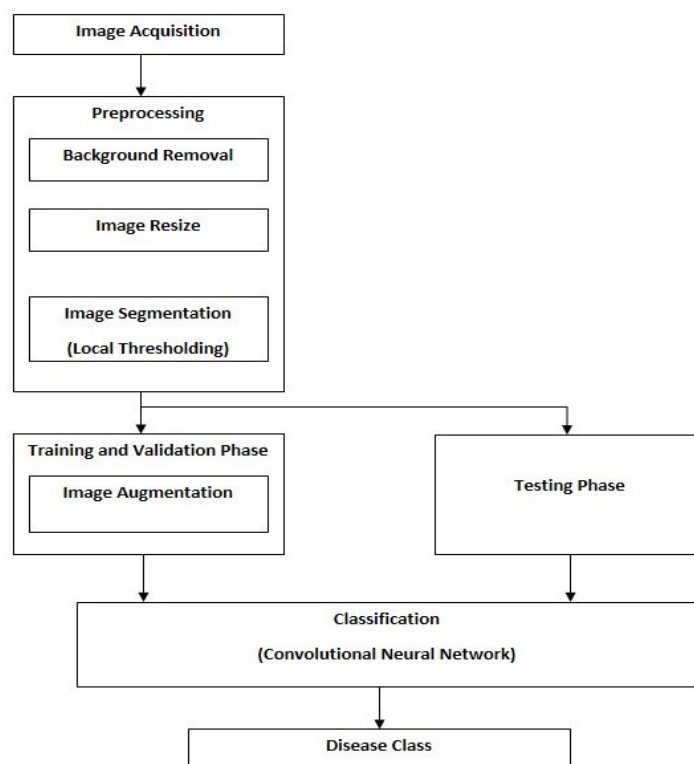 Image Acquisition
Preprocessing
Background Removal
Image Resize
Image Segmentation
(Local Thresholding)
Training and Validation Phase
Image Augmentation
Testing Phase
Classification
(Convolutional Neural Network)
Disease Class